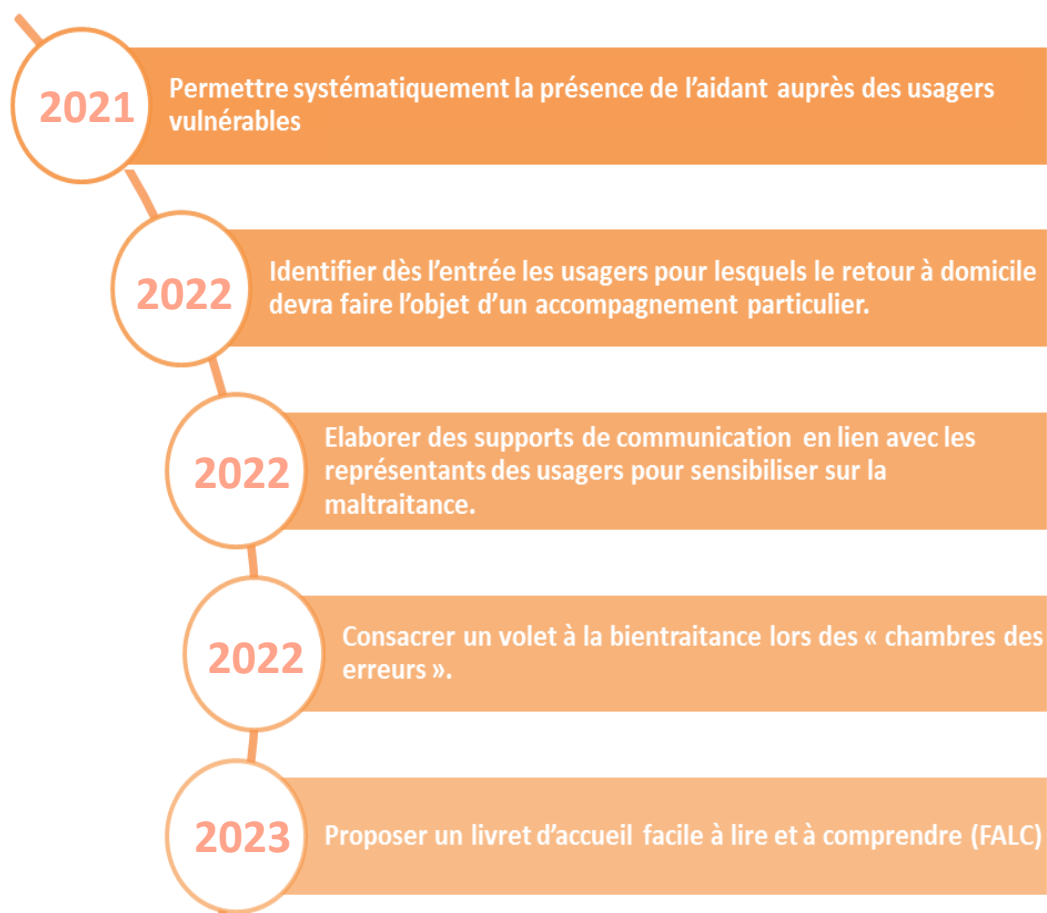 2021
Permettre systématiquement la présence de l'aidant auprès des usagers
vulnérables
2022
Identifier dès l'entrée les usagers pour lesquels le retour à domicile
devra faire l'objet d'un accompagnement particulier.
2022
Elaborer des supports de communication en lien avec les
représentants des usagers pour sensibiliser sur la
maltraitance.
2022
Consacrer un volet à la bientraitance lors des « chambres des
erreurs ».
2023
Proposer un livret d'accueil facile à lire et à comprendre (FALC)